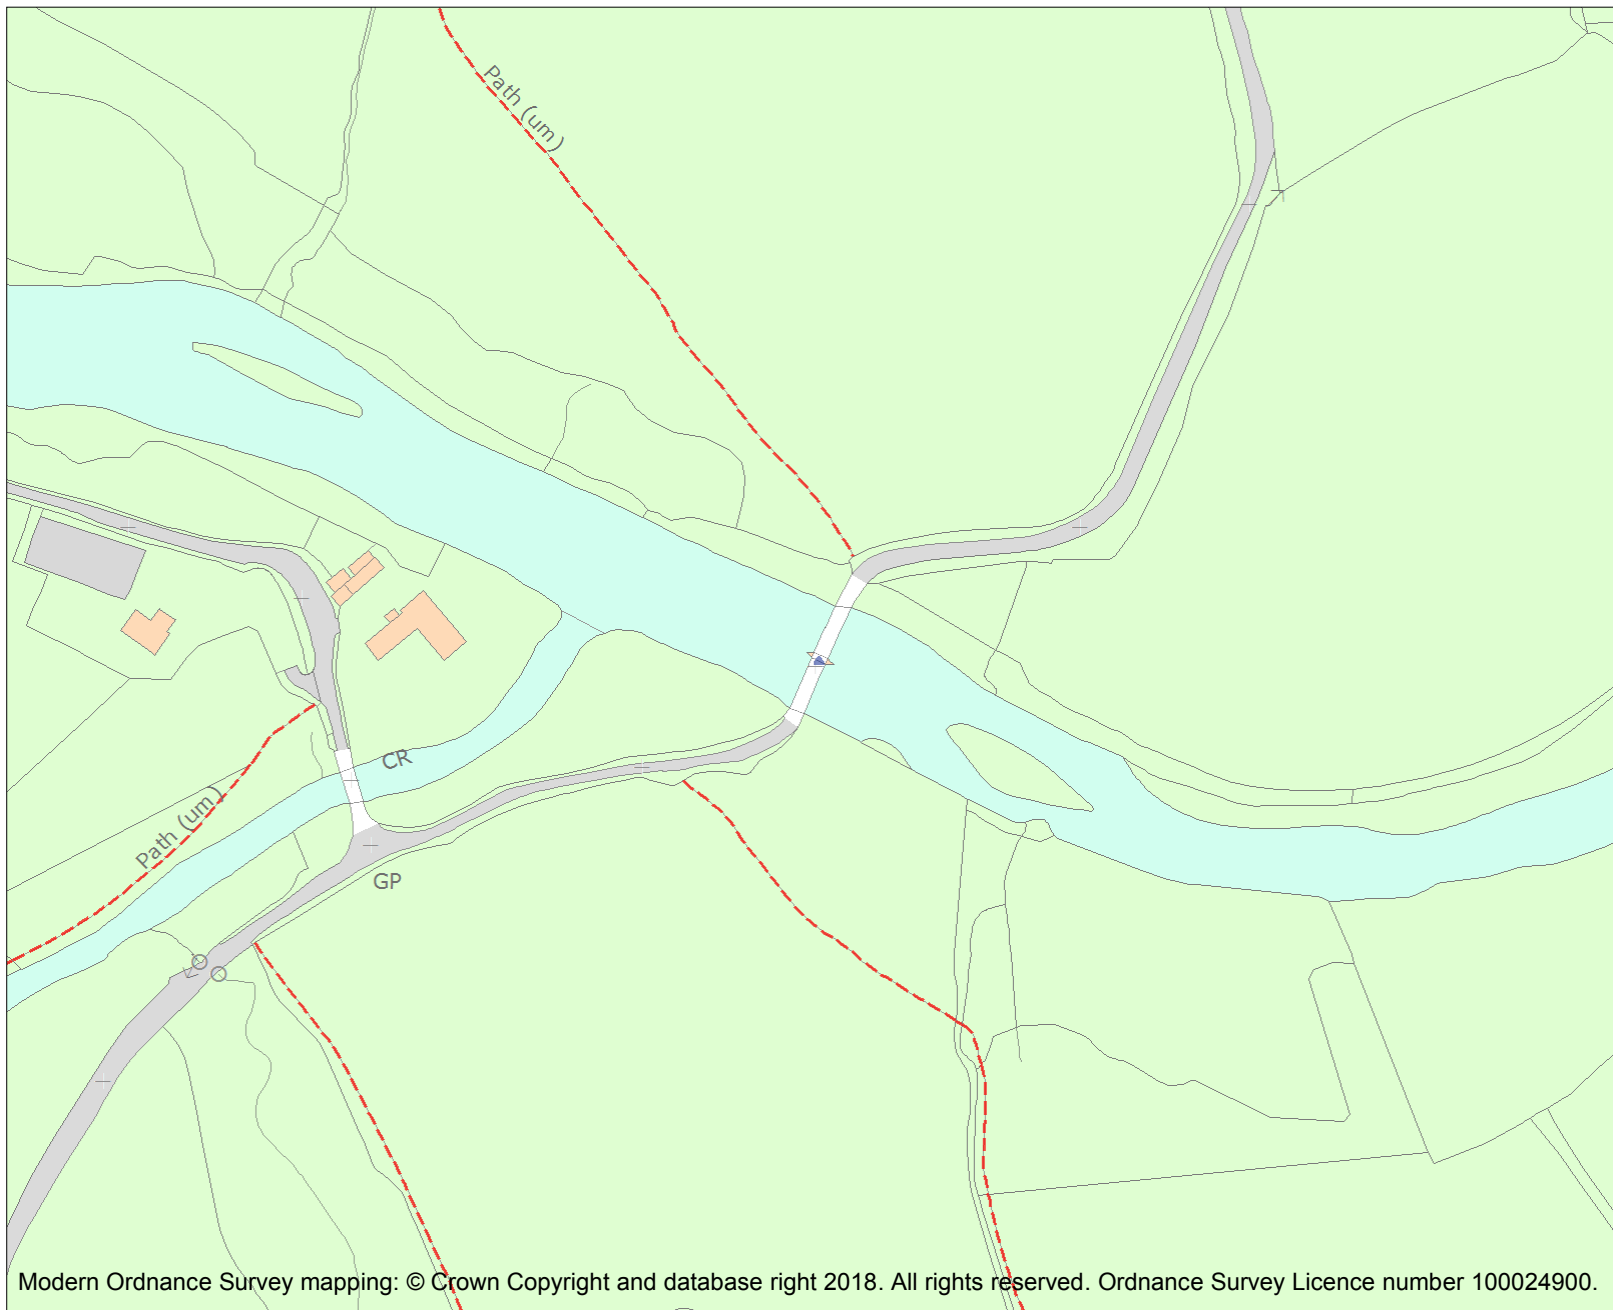 Path (um)
CR
Path (um)
GP
Modern Ordnance Survey mapping: © Crown Copyright and database right 2018. All rights reserved. Ordnance Survey Licence number 100024900.